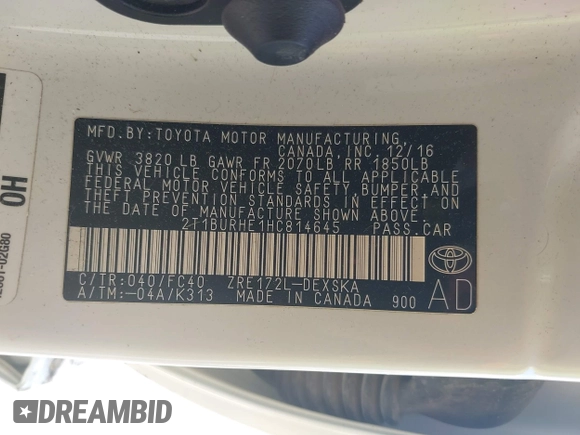 MFD. BY:TOYOTA MOTOR MANUFACTURING
CANADA, INC. 12/16
GVWR 3820 LB GAWR FR 2070LB RR 1850LB
THIS VEHICLE CONFORMS TO ALL APPLICABLE
FEDERAL MOTOR VEHICLE SAFETY, BUMPER, AND
THEFT PREVENTION STANDARDS IN EFFECT ON
THE DATE OF MANUFACTURE SHOWN ABOVE.
2T1BURHE1HC814645 PASS.CAR
C/TR:040/FC40 ZRE172L-DEXSKA
A/TM:-04A/K313 MADE IN CANADA 900
AD
TOYOTA
HO
DREAMBID